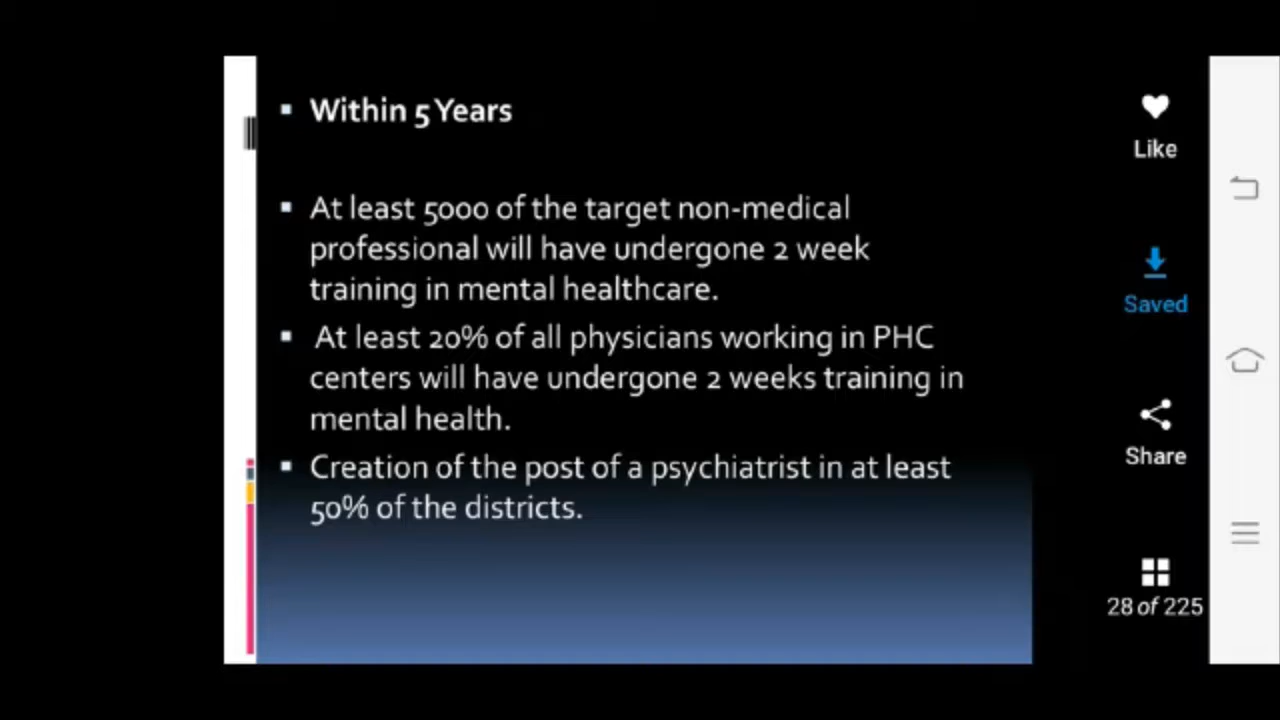 Within 5 Years
At least 5000 of the target non-medical
professional will have undergone 2 week
training in mental healthcare.
At least 20% of all physicians working in PHC
centers will have undergone 2 weeks training in
mental health.
Creation of the post of a psychiatrist in at least
50% of the districts.
Like
Saved
Share
28 of 225